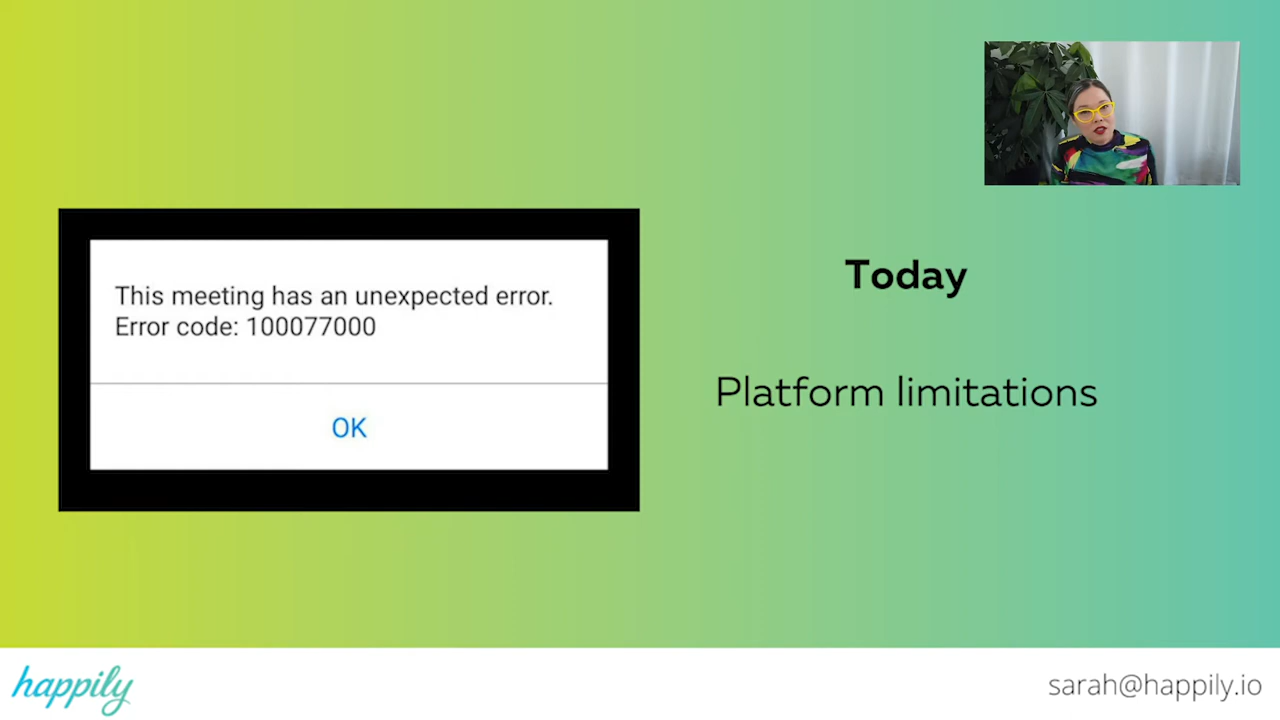 This meeting has an unexpected error.
Error code: 100077000
OK
Today
Platform limitations
happily
sarah@happily.io